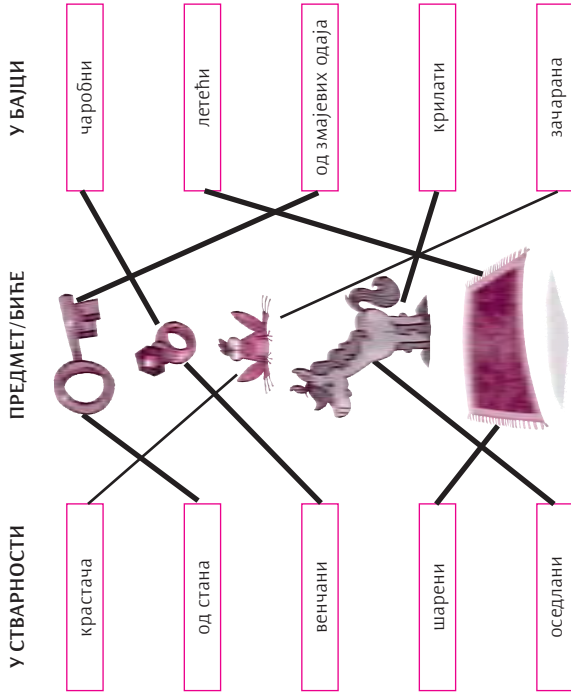 У СТВАРНОСТИ
ПРЕДМЕТ/БИЋЕ
У БАЈЦИ
крастача
од стана
венчани
шарени
оседлани
чаробни
летећи
од змајевих одаја
крилати
зачарана